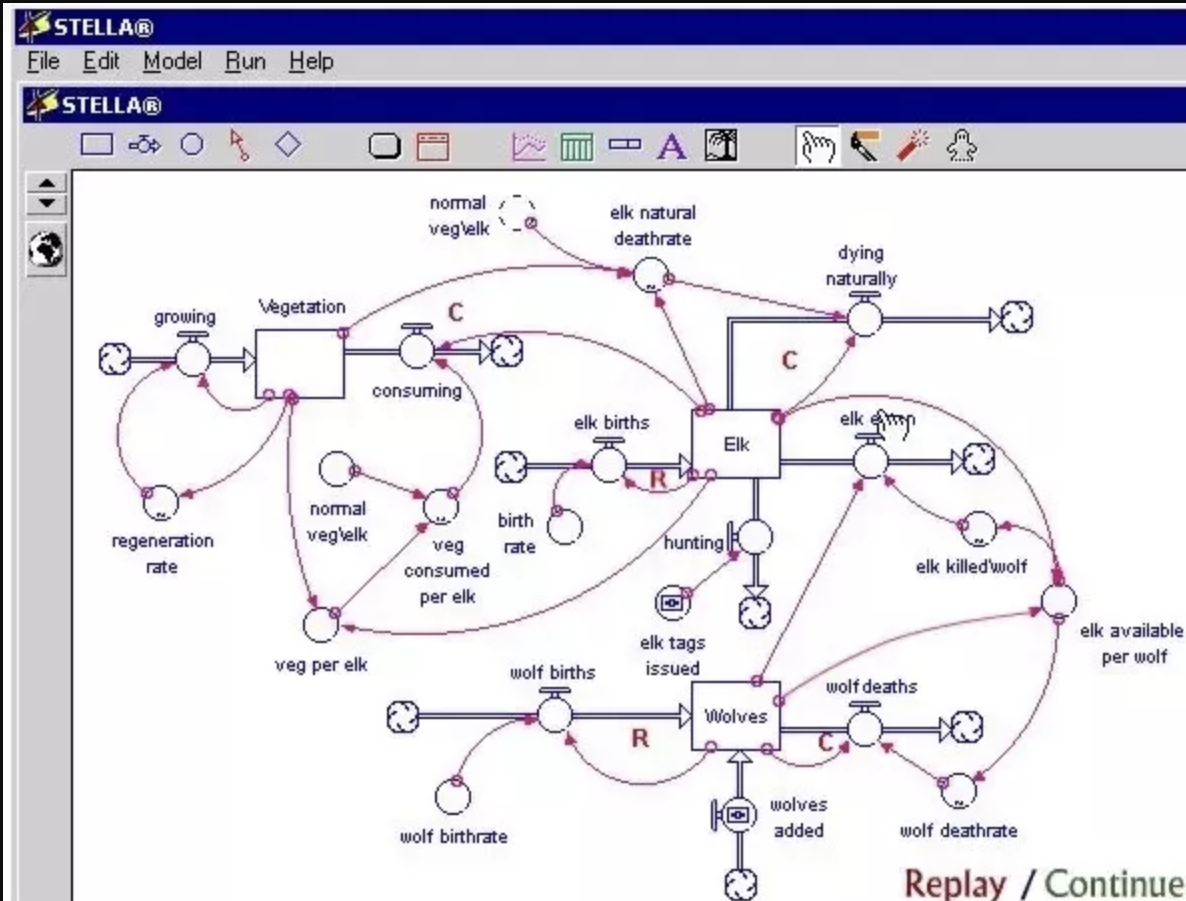 STELLA®
File Edit Model Run Help
STELLA®
normal
veg\elk
elk natural
deathrate
dying
naturally
growing
Vegetation
C
consuming
C
elk births
Elk
elk
R
normal
veg\elk
birth
rate
hunting
regeneration
rate
veg
consumed
per elk
elk killed\wolf
elk tags
issued
elk available
per wolf
veg per elk
wolf births
wolf deaths
Wolves
R
C
wolf birthrate
wolves
added
wolf deathrate
Replay / Continue